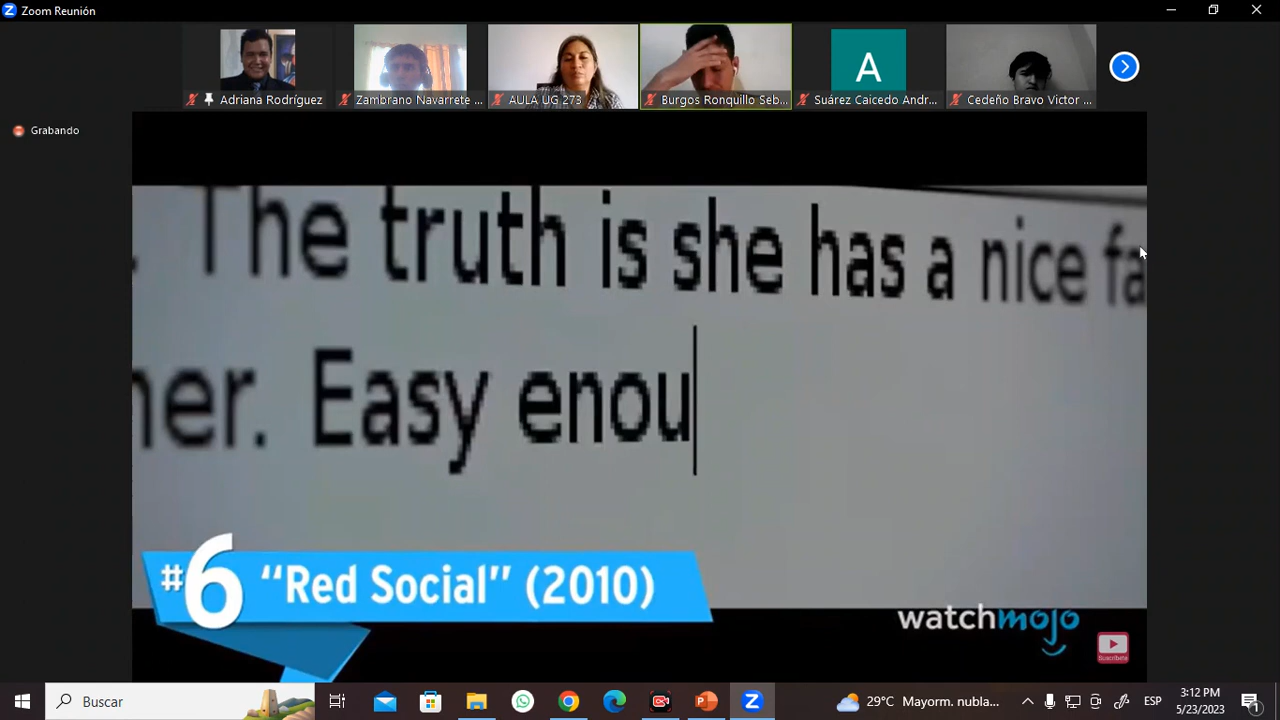 Zoom Reunión
Adriana Rodríguez
Zambrano Navarrete ...
AULA UG 273
Burgos Ronquillo Seb...
A
Suárez Caicedo Andr...
Cedeño Bravo Victor ...
Grabando
. The truth is she has a nice fa
her. Easy enou
#6 “Red Social” (2010)
watchmojo
Suscríbete
Buscar
29°C Mayorm. nubla...
ESP
3:12 PM
5/23/2023
1